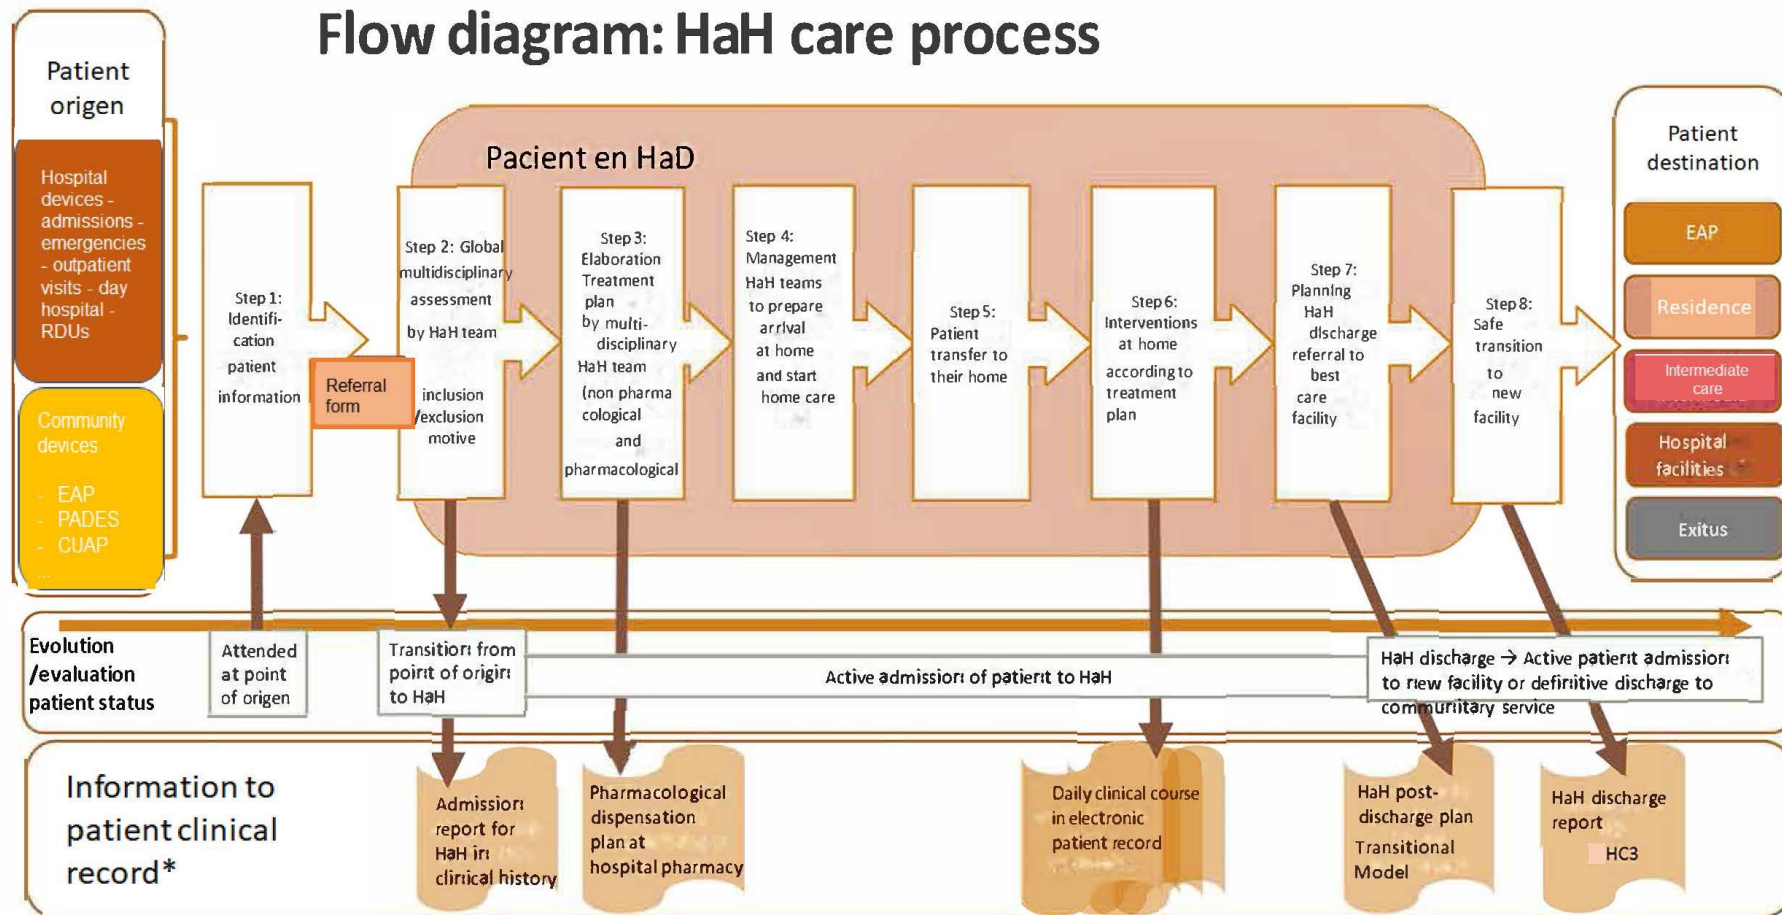 Flow diagram: HaH care process
Patient
origen
Hospital
devices -
admissions -
emergencies
- outpatient
visits - day
hospital -
RDUs
Community
devices
- EAP
- PADES
- CUAP
...
Pacient en HaD
Step 1:
Identifi-
cation
patient
information
Referral
form
Step 2: Global
multidisciplinary
assessment
by HaH team
inclusion
/exclusion
motive
Step 3:
Elaboration
Treatment
plan
by multi-
disciplinary
HaH team
(non pharma
cological
and
pharmacological
Step 4:
Management
HaH teams
to prepare
arrival
at home
and start
home care
Step 5:
Patient
transfer to
their home
Step 6:
Interventions
at home
according to
treatment
plan
Step 7:
Planning
HaH
discharge
referral to
best
care
facility
Step 8:
Safe
transition
to
new
facility
Patient
destination
EAP
Residence
Intermediate
care
Hospital
facilities
Exitus
Evolution
/evaluation
patient status
Attended
at point
of origen
Transition from
point of origin
to HaH
Active admission of patient to HaH
HaH discharge → Active patient admission
to new facility or definitive discharge to
communitary service
Information to
patient clinical
record*
Admission
report for
HaH in
clinical history
Pharmacological
dispensation
plan at
hospital pharmacy
Daily clinical course
in electronic
patient record
HaH post-
discharge plan
Transitional
Model
HaH discharge
report
HC3